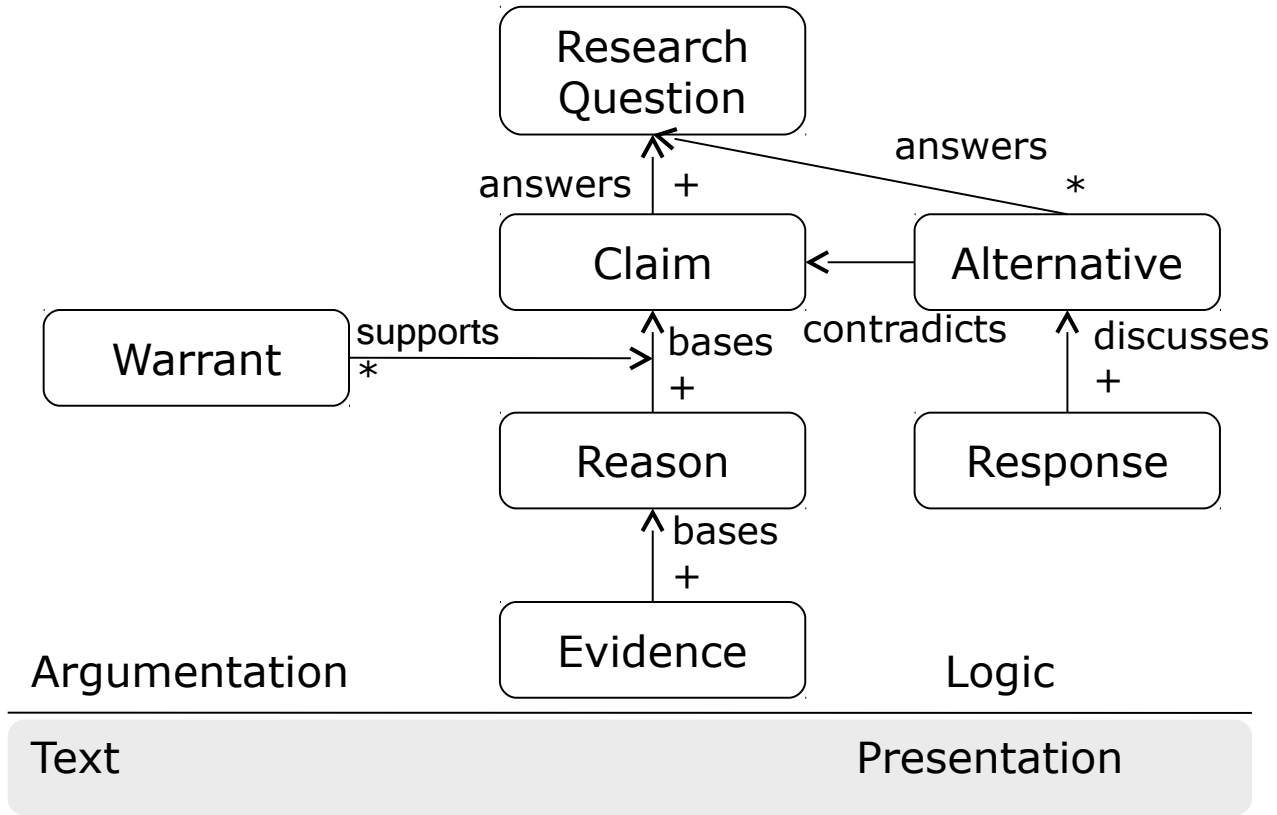 Research
Question
answers
*
answers
+
Claim
Alternative
Warrant
supports
*
bases
+
contradicts
discusses
+
Reason
Response
bases
+
Evidence
Argumentation
Logic
Text
Presentation